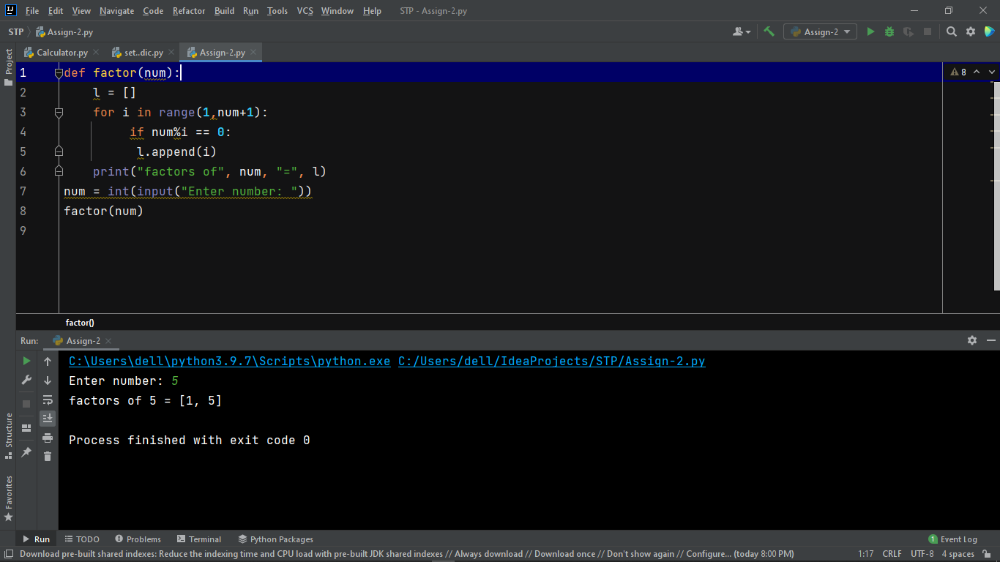 File Edit View Navigate Code Refactor Build Run Tools VCS Window Help STP - Assign-2.py
STP Assign-2.py Assign-2
Project
Calculator.py set..dic.py Assign-2.py
1 def factor(num): 8
2 l = []
3 for i in range(1,num+1):
4 if num%i == 0:
5 l.append(i)
6 print("factors of", num, "=", l)
7 num = int(input("Enter number: "))
8 factor(num)
9
factor()
Run: Assign-2
C:\Users\dell\python3.9.7\Scripts\python.exe C:/Users/dell/IdeaProjects/STP/Assign-2.py
Enter number: 5
factors of 5 = [1, 5]
Process finished with exit code 0
Structure
Favorites
Run TODO Problems Terminal Python Packages 1 Event Log
Download pre-built shared indexes: Reduce the indexing time and CPU load with pre-built JDK shared indexes // Always download // Download once // Don't show again // Configure... (today 8:00 PM) 1:17 CRLF UTF-8 4 spaces